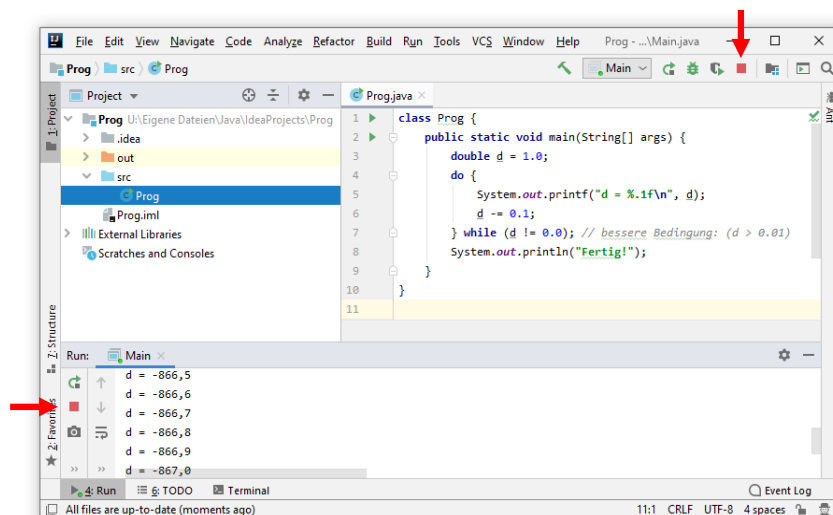 File Edit View Navigate Code Analyze Refactor Build Run Tools VCS Window Help Prog - ...\Main.java
Prog src Prog Main
Project Prog.java
1: Project
Ant
Prog U:\Eigene Dateien\Java\IdeaProjects\Prog
.idea
out
src
Prog
Prog.iml
External Libraries
Scratches and Consoles
1 class Prog {
2 public static void main(String[] args) {
3 double d = 1.0;
4 do {
5 System.out.printf("d = %.1f\n", d);
6 d -= 0.1;
7 } while (d != 0.0); // bessere Bedingung: (d > 0.01)
8 System.out.println("Fertig!");
9 }
10 }
11
Z: Structure
2: Favorites
Run: Main
d = -866,5
d = -866,6
d = -866,7
d = -866,8
d = -866,9
d = -867,0
4: Run 6: TODO Terminal Event Log
All files are up-to-date (moments ago) 11:1 CRLF UTF-8 4 spaces